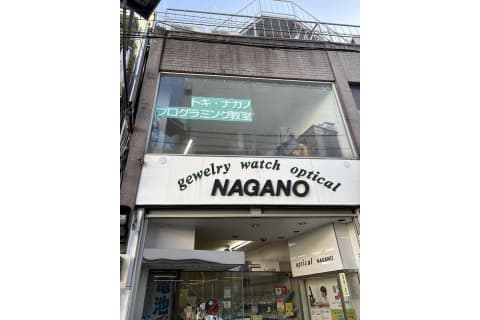 トキ・ナガノ
プログラミング教室
gewelry watch optical
NAGANO
optical NAGANO
電池